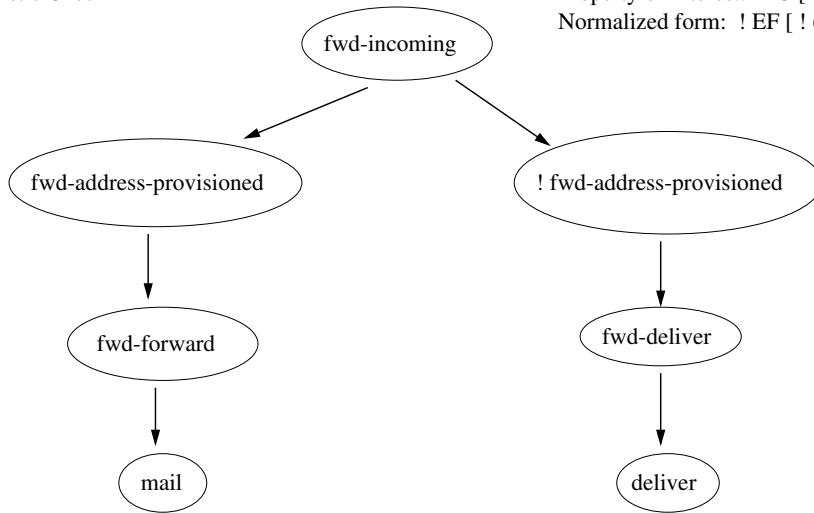 fwd-incoming
Normalized form: ! EF [ !
fwd-address-provisioned
! fwd-address-provisioned
fwd-forward
fwd-deliver
mail
deliver